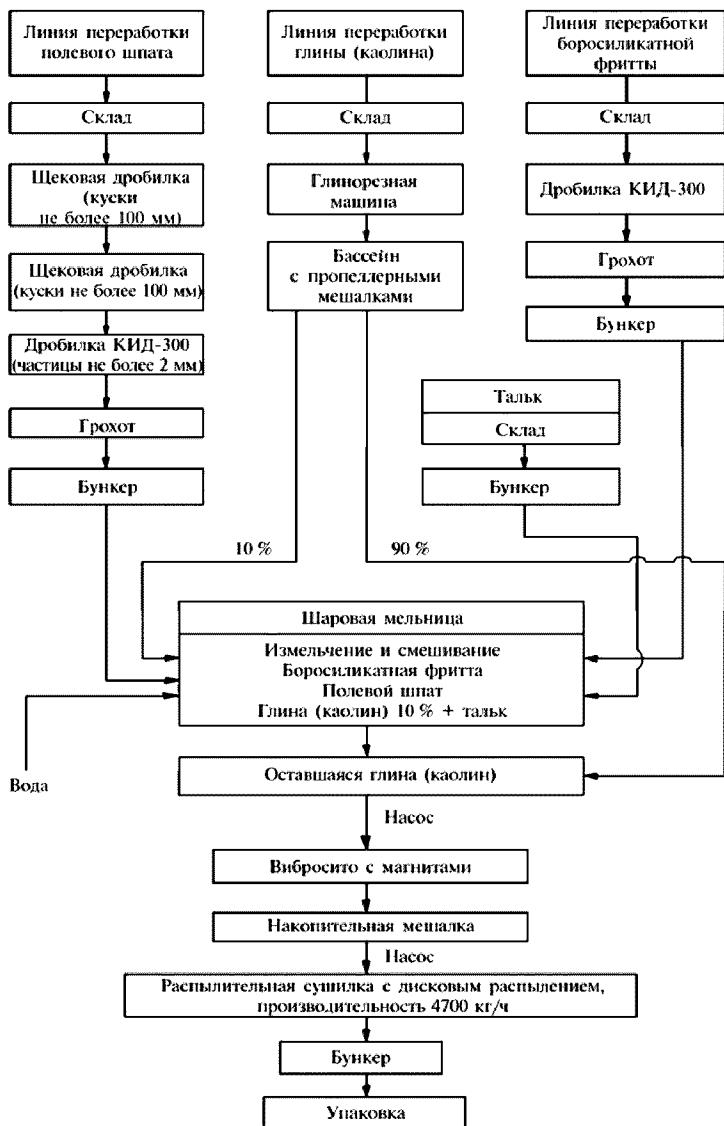 Линия переработки
полевого шпата
Склад
Щековая дробилка
(куски
не более 100 мм)
Щековая дробилка
(куски не более 100 мм)
Дробилка КИД-300
(частицы не более 2 мм)
Грохот
Бункер
Линия переработки
глины (каолина)
Склад
Глинорезная
машина
Бассейн
с пропеллерными
мешалками
Линия переработки
боросиликатной
фритты
Склад
Дробилка КИД-300
Грохот
Бункер
Тальк
Склад
Бункер
10 %
90 %
Шаровая мельница
Измельчение и смешивание
Боросиликатная фритта
Полевой шпат
Глина (каолин) 10 % + тальк
Вода
Оставшаяся глина (каолин)
Насос
Вибросито с магнитами
Накопительная мешалка
Насос
Распылительная сушилка с дисковым распылением,
производительность 4700 кг/ч
Бункер
Упаковка